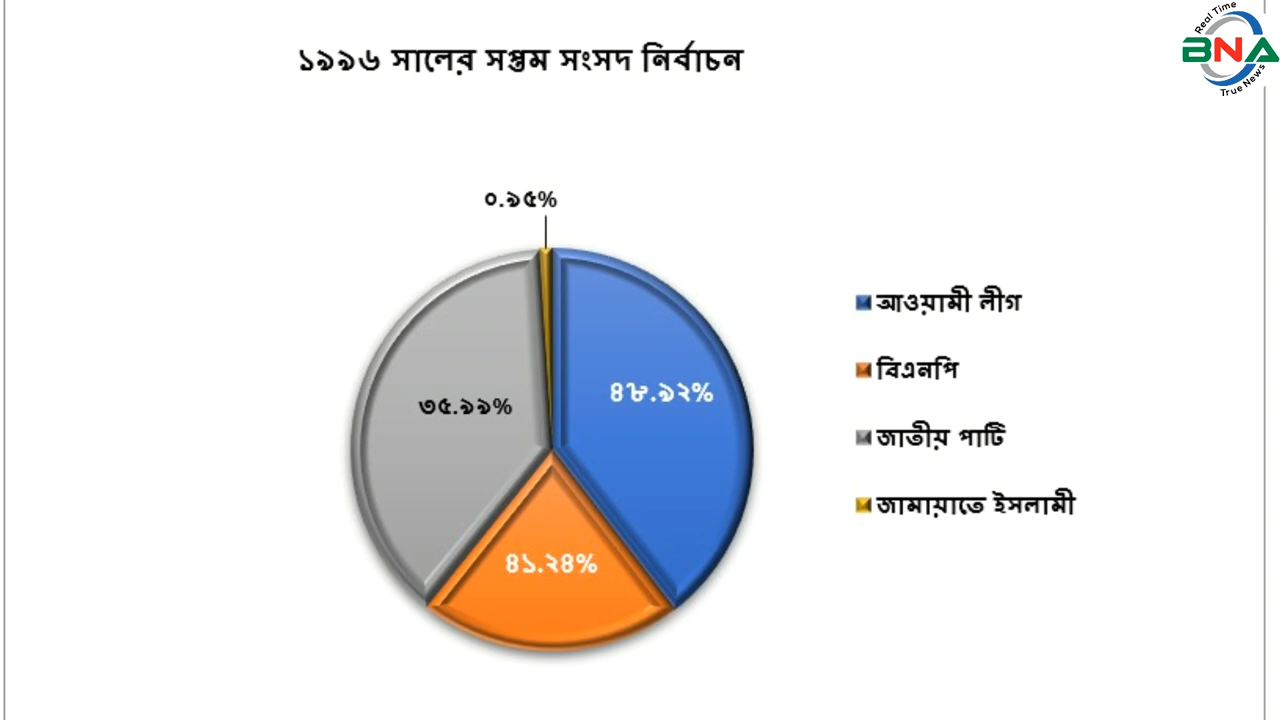 Real Time
BNA
True News
১৯৯৬ সালের সপ্তম সংসদ নির্বাচন
০.৯৫%
৪৮.৯২%
৩৫.৯৯%
৪১.২৪%
আওয়ামী লীগ
বিএনপি
জাতীয় পার্টি
জামায়াতে ইসলামী